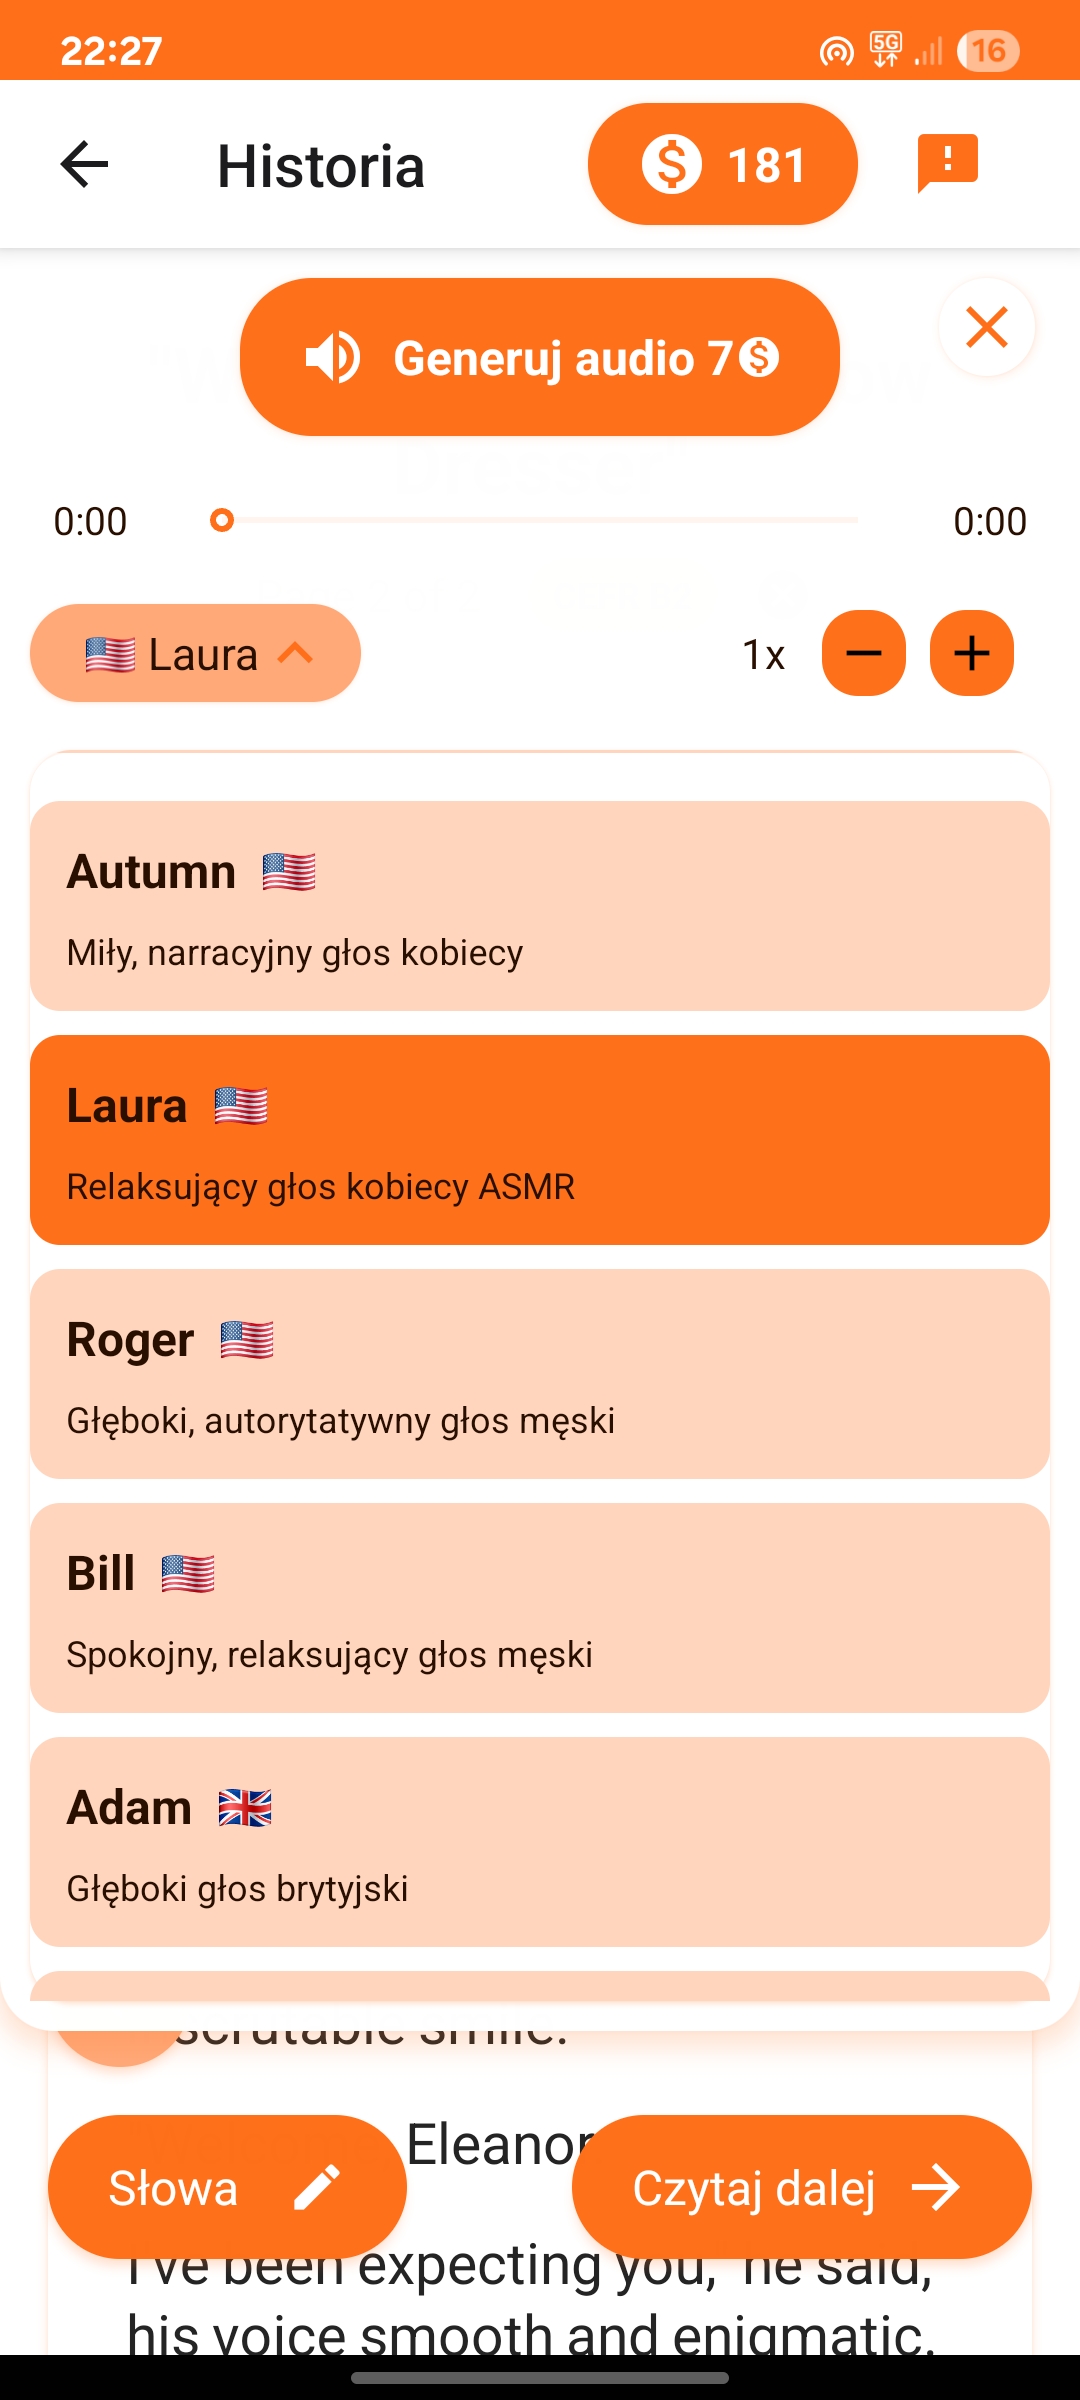 22:27
5G
16
Historia
181
Generuj audio 7
Dresser"
0:00
0:00
Laura
1x
Autumn
Miły, narracyjny głos kobiecy
Laura
Relaksujący głos kobiecy ASMR
Roger
Głęboki, autorytatywny głos męski
Bill
Spokojny, relaksujący głos męski
Adam
Głęboki głos brytyjski
scrutable smile.
Eleanor
Słowa
Czytaj dalej
I've been expecting you,' he said,
his voice smooth and enigmatic.